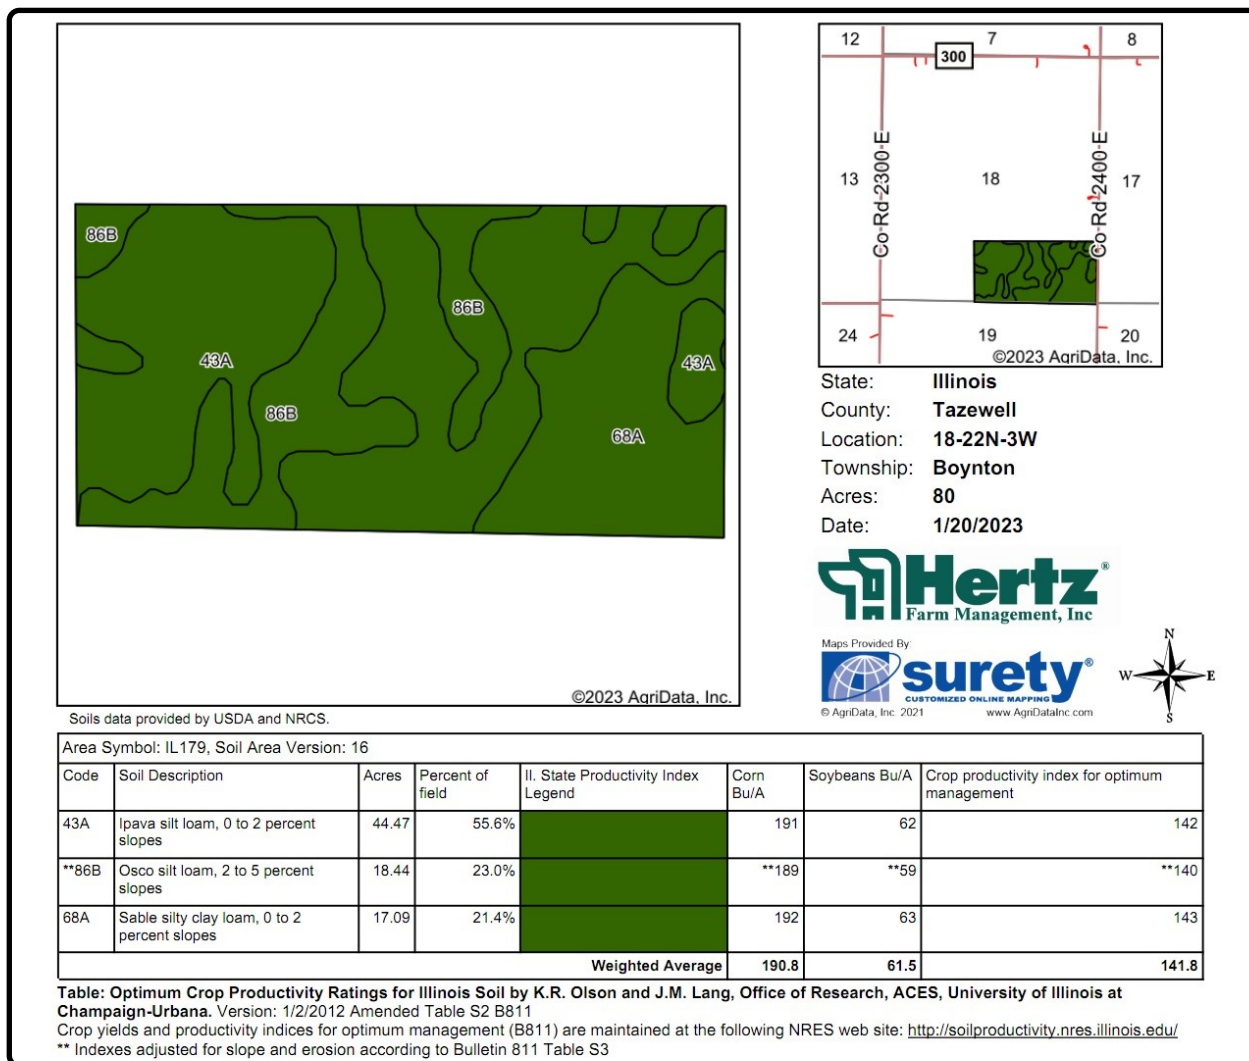 86B
86B
43A
43A
86B
68A
©2023 AgriData, Inc.
Soils data provided by USDA and NRCS.
12
7
8
300
Co Rd 2300 E
Co Rd 2400 E
13
18
17
24
19
20
©2023 AgriData, Inc.
State: Illinois
County: Tazewell
Location: 18-22N-3W
Township: Boynton
Acres: 80
Date: 1/20/2023
Hertz®
Farm Management, Inc
Maps Provided By:
surety®
CUSTOMIZED ONLINE MAPPING
© AgriData, Inc. 2021 www.AgriDataInc.com
N
W E
S
Area Symbol: IL179, Soil Area Version: 16
Code Soil Description Acres Percent of field II. State Productivity Index Legend Corn Bu/A Soybeans Bu/A Crop productivity index for optimum management
43A Ipava silt loam, 0 to 2 percent slopes 44.47 55.6% 191 62 142
**86B Osco silt loam, 2 to 5 percent slopes 18.44 23.0% **189 **59 **140
68A Sable silty clay loam, 0 to 2 percent slopes 17.09 21.4% 192 63 143
Weighted Average 190.8 61.5 141.8
Table: Optimum Crop Productivity Ratings for Illinois Soil by K.R. Olson and J.M. Lang, Office of Research, ACES, University of Illinois at
Champaign-Urbana. Version: 1/2/2012 Amended Table S2 B811
Crop yields and productivity indices for optimum management (B811) are maintained at the following NRES web site: http://soilproductivity.nres.illinois.edu/
** Indexes adjusted for slope and erosion according to Bulletin 811 Table S3